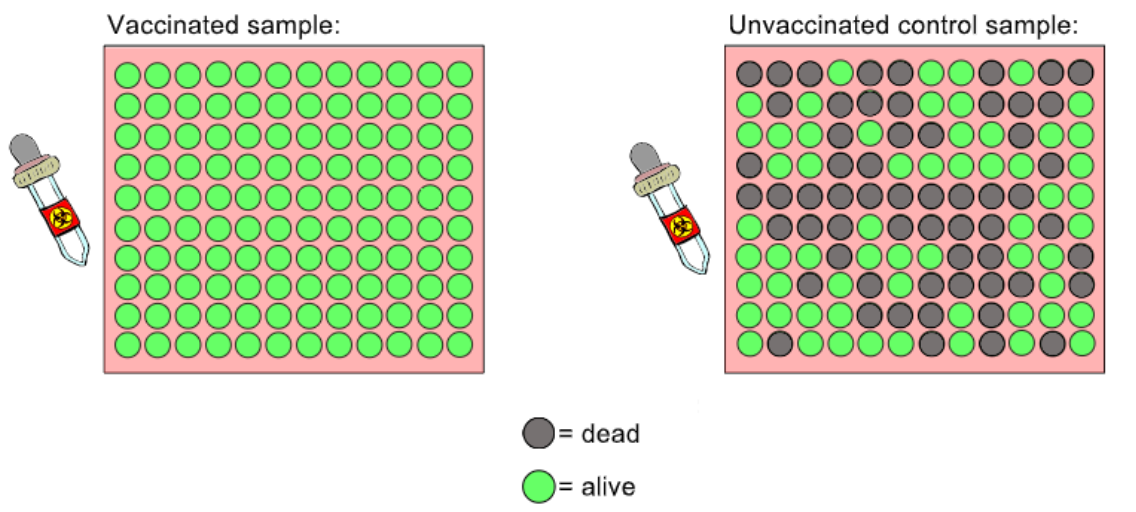 Vaccinated sample:
Unvaccinated control sample:
= dead
= alive